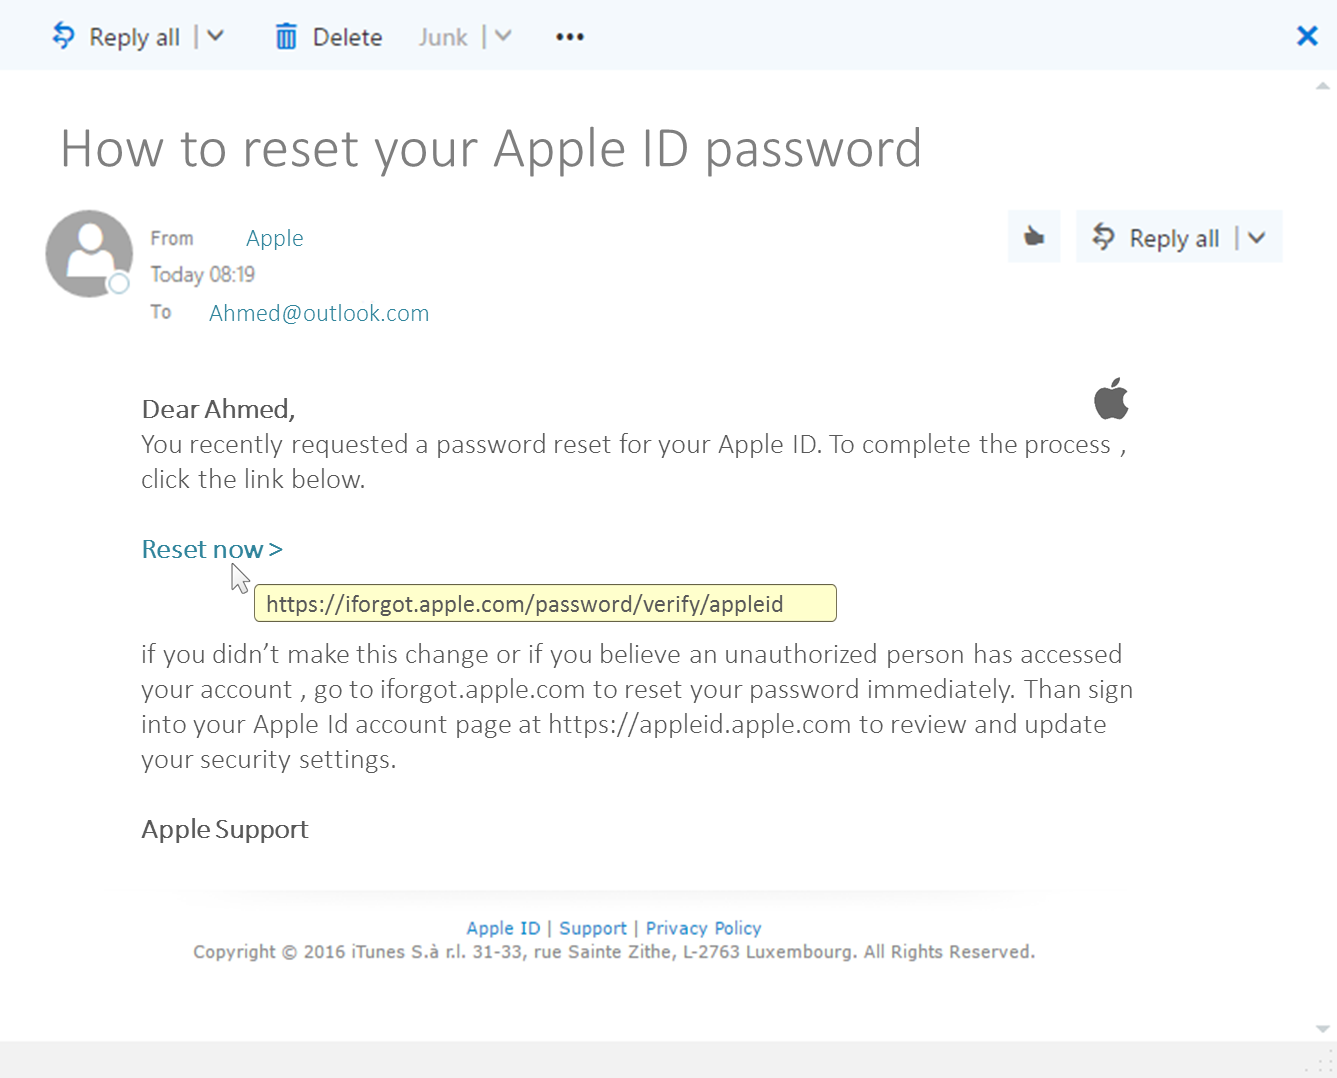 Reply all | Delete Junk |
How to reset your Apple ID password
From Apple
Reply all |
Today 08:19
To Ahmed@outlook.com
Dear Ahmed,
You recently requested a password reset for your Apple ID. To complete the process ,
click the link below.
Reset now >
https://iforgot.apple.com/password/verify/appleid
if you didn’t make this change or if you believe an unauthorized person has accessed
your account , go to iforgot.apple.com to reset your password immediately. Than sign
into your Apple Id account page at https://appleid.apple.com to review and update
your security settings.
Apple Support
Apple ID | Support | Privacy Policy
Copyright © 2016 iTunes S.à r.l. 31-33, rue Sainte Zithe, L-2763 Luxembourg. All Rights Reserved.